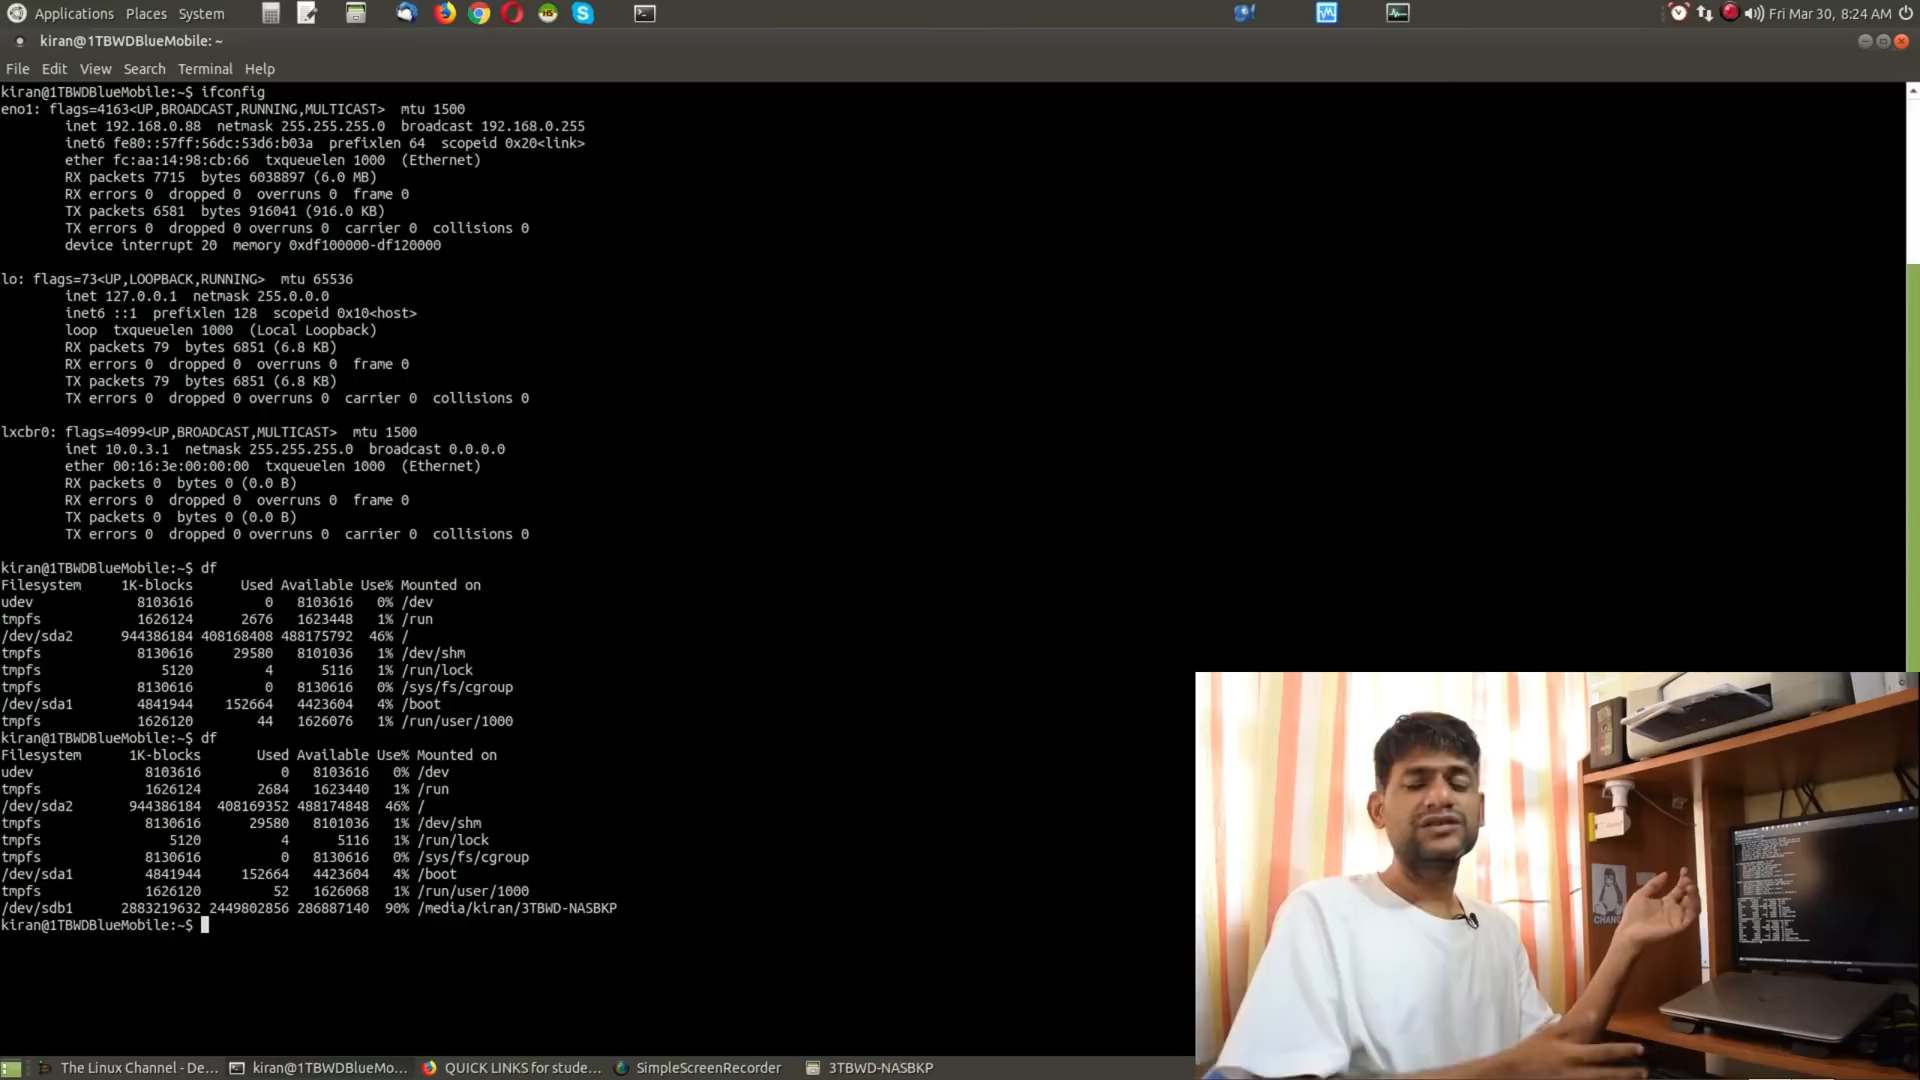 Applications Places System
Fri Mar 30, 8:24 AM
kiran@1TBWDBlueMobile: ~
File Edit View Search Terminal Help
kiran@1TBWDBlueMobile:~$ ifconfig
eno1: flags=4163<UP,BROADCAST,RUNNING,MULTICAST>  mtu 1500
        inet 192.168.0.88  netmask 255.255.255.0  broadcast 192.168.0.255
        inet6 fe80::57ff:56dc:53d6:b03a  prefixlen 64  scopeid 0x20<link>
        ether fc:aa:14:98:cb:66  txqueuelen 1000  (Ethernet)
        RX packets 7715  bytes 6038897 (6.0 MB)
        RX errors 0  dropped 0  overruns 0  frame 0
        TX packets 6581  bytes 916041 (916.0 KB)
        TX errors 0  dropped 0 overruns 0  carrier 0  collisions 0
        device interrupt 20  memory 0xdf100000-df120000
lo: flags=73<UP,LOOPBACK,RUNNING>  mtu 65536
        inet 127.0.0.1  netmask 255.0.0.0
        inet6 ::1  prefixlen 128  scopeid 0x10<host>
        loop  txqueuelen 1000  (Local Loopback)
        RX packets 79  bytes 6851 (6.8 KB)
        RX errors 0  dropped 0  overruns 0  frame 0
        TX packets 79  bytes 6851 (6.8 KB)
        TX errors 0  dropped 0 overruns 0  carrier 0  collisions 0
lxcbr0: flags=4099<UP,BROADCAST,MULTICAST>  mtu 1500
        inet 10.0.3.1  netmask 255.255.255.0  broadcast 0.0.0.0
        ether 00:16:3e:00:00:00  txqueuelen 1000  (Ethernet)
        RX packets 0  bytes 0 (0.0 B)
        RX errors 0  dropped 0  overruns 0  frame 0
        TX packets 0  bytes 0 (0.0 B)
        TX errors 0  dropped 0 overruns 0  carrier 0  collisions 0
kiran@1TBWDBlueMobile:~$ df
Filesystem     1K-blocks      Used Available Use% Mounted on
udev             8103616         0   8103616   0% /dev
tmpfs            1626124      2676   1623448   1% /run
/dev/sda2      944386184 408168408 488175792  46% /
tmpfs            8130616     29580   8101036   1% /dev/shm
tmpfs               5120         4      5116   1% /run/lock
tmpfs            8130616         0   8130616   0% /sys/fs/cgroup
/dev/sda1        4841944    152664   4423604   4% /boot
tmpfs            1626120        44   1626076   1% /run/user/1000
kiran@1TBWDBlueMobile:~$ df
Filesystem      1K-blocks       Used Available Use% Mounted on
udev              8103616          0   8103616   0% /dev
tmpfs             1626124       2684   1623440   1% /run
/dev/sda2       944386184  408169352 488174848  46% /
tmpfs             8130616      29580   8101036   1% /dev/shm
tmpfs                5120          4      5116   1% /run/lock
tmpfs             8130616          0   8130616   0% /sys/fs/cgroup
/dev/sda1         4841944     152664   4423604   4% /boot
tmpfs             1626120         52   1626068   1% /run/user/1000
/dev/sdb1      2883219632 2449802856 286887140  90% /media/kiran/3TBWD-NASBKP
kiran@1TBWDBlueMobile:~$
The Linux Channel - De... kiran@1TBWDBlueMo... QUICK LINKS for stude... SimpleScreenRecorder 3TBWD-NASBKP